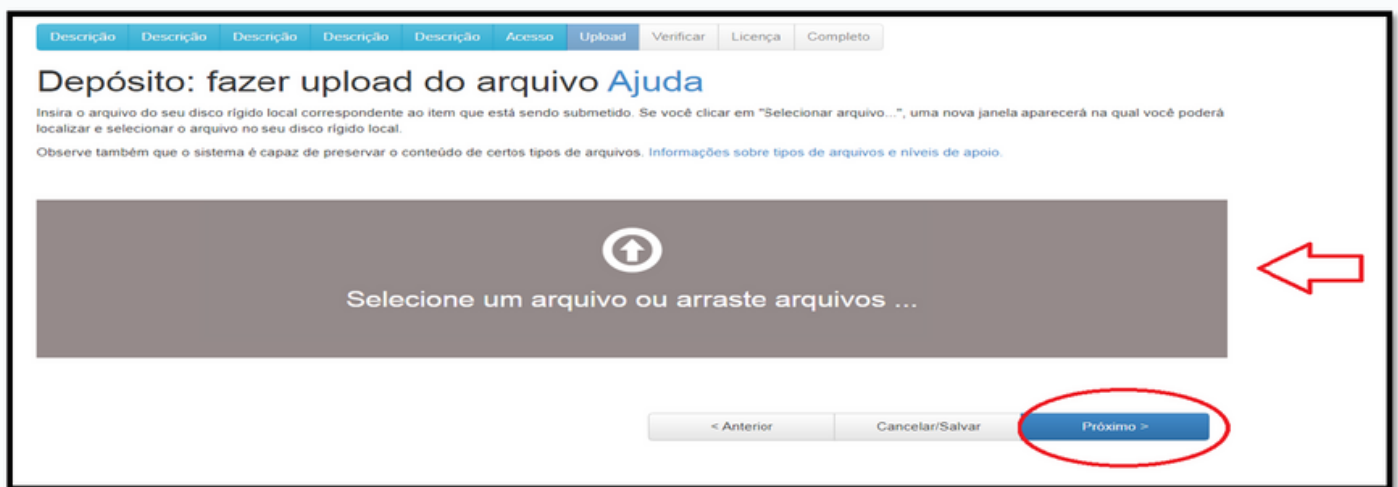 Descrição Descrição Descrição Descrição Descrição Acesso Upload Verificar Licença Completo
Depósito: fazer upload do arquivo Ajuda
Insira o arquivo do seu disco rígido local correspondente ao item que está sendo submetido. Se você clicar em "Selecionar arquivo...", uma nova janela aparecerá na qual você poderá
localizar e selecionar o arquivo no seu disco rígido local.
Observe também que o sistema é capaz de preservar o conteúdo de certos tipos de arquivos. Informações sobre tipos de arquivos e níveis de apoio.
Selecione um arquivo ou arraste arquivos ...
< Anterior Cancelar/Salvar Próximo >